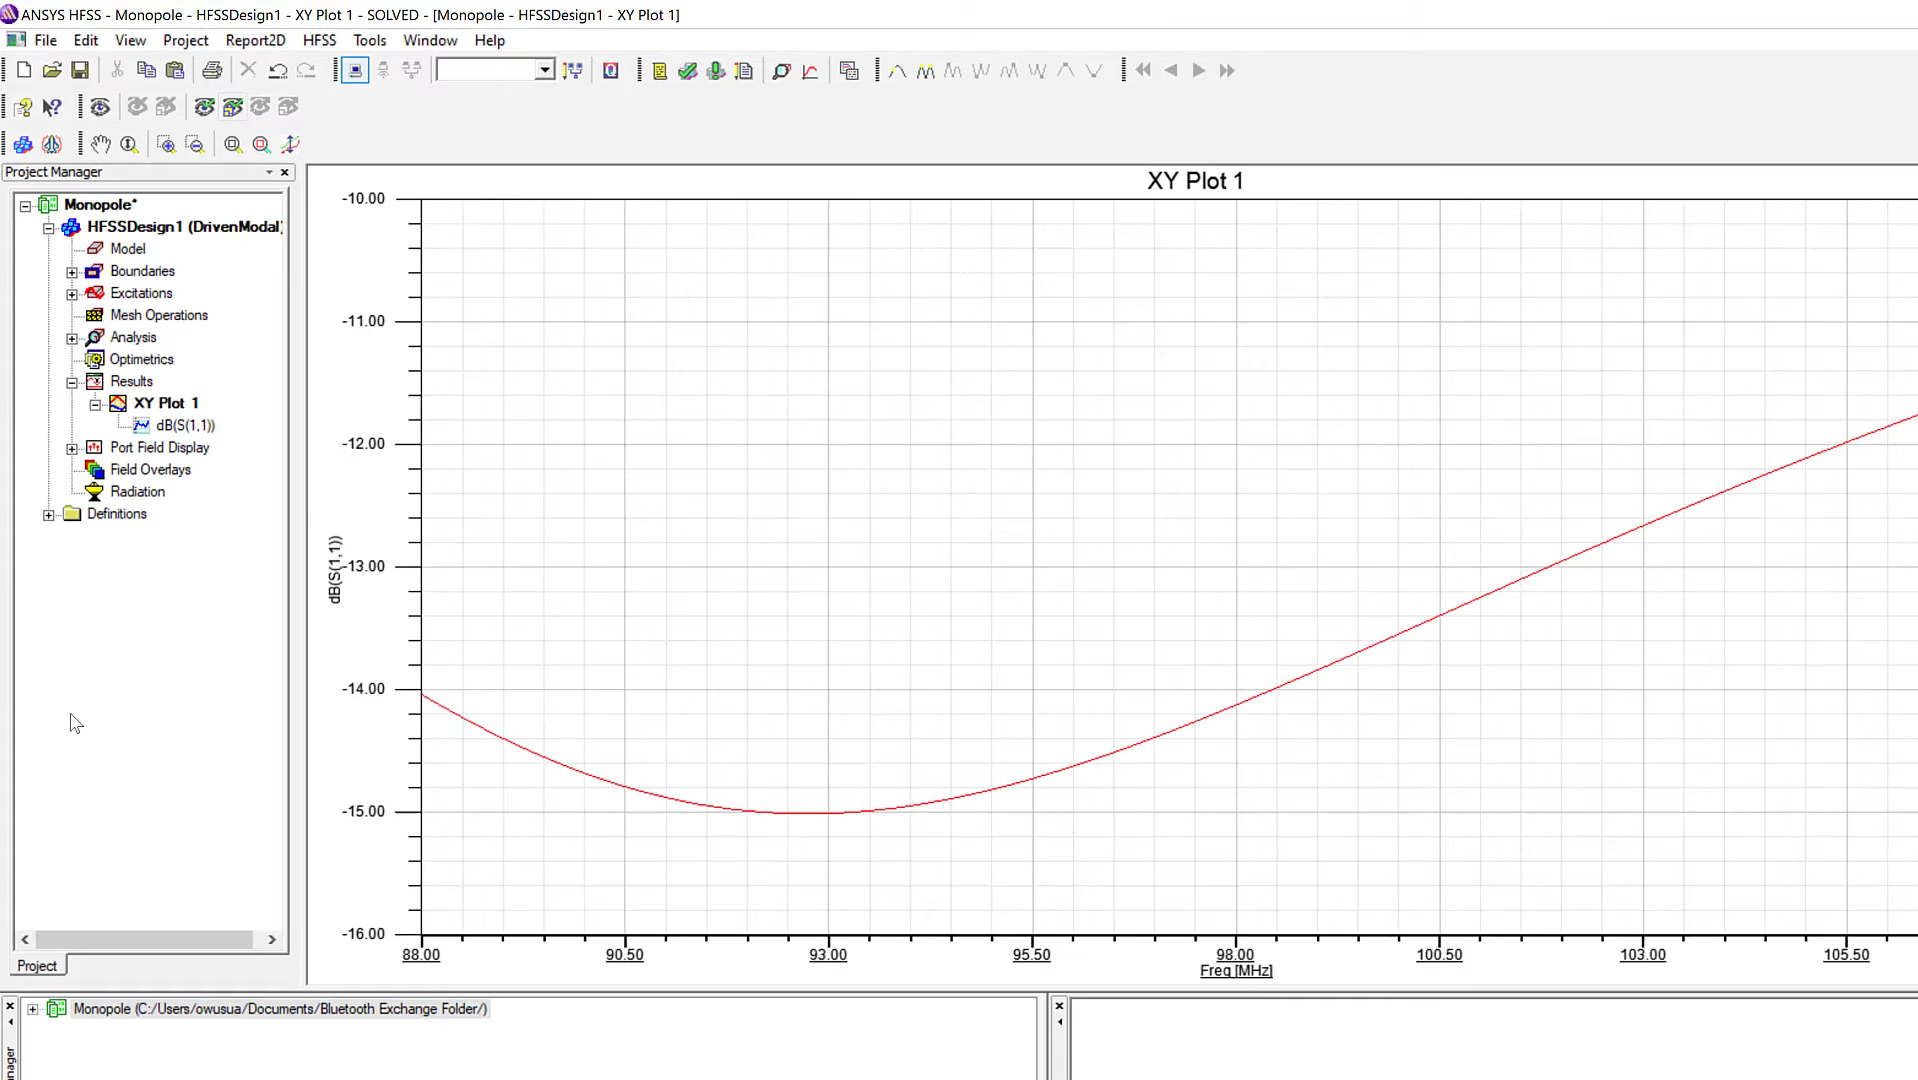 ANSYS HFSS - Monopole - HFSSDesign1 - XY Plot 1 - SOLVED - [Monopole - HFSSDesign1 - XY Plot 1]
File Edit View Project Report2D HFSS Tools Window Help
Project Manager
Monopole*
HFSSDesign1 (DrivenModal)
Model
Boundaries
Excitations
Mesh Operations
Analysis
Optimetrics
Results
XY Plot 1
dB(S(1,1))
Port Field Display
Field Overlays
Radiation
Definitions
Project
XY Plot 1
-10.00
-11.00
-12.00
-13.00
-14.00
-15.00
-16.00
dB(S(1,1))
88.00 90.50 93.00 95.50 98.00 100.50 103.00 105.50
Freq [MHz]
Monopole (C:/Users/owusua/Documents/Bluetooth Exchange Folder/)
nager